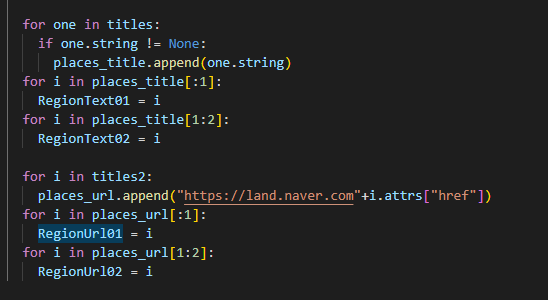 for one in titles:
if one.string != None:
places_title.append(one.string)
for i in places_title[:1]:
RegionText01 = i
for i in places_title[1:2]:
RegionText02 = i
for i in titles2:
places_url.append("https://land.naver.com"+i.attrs["href"])
for i in places_url[:1]:
RegionUrl01 = i
for i in places_url[1:2]:
RegionUrl02 = i